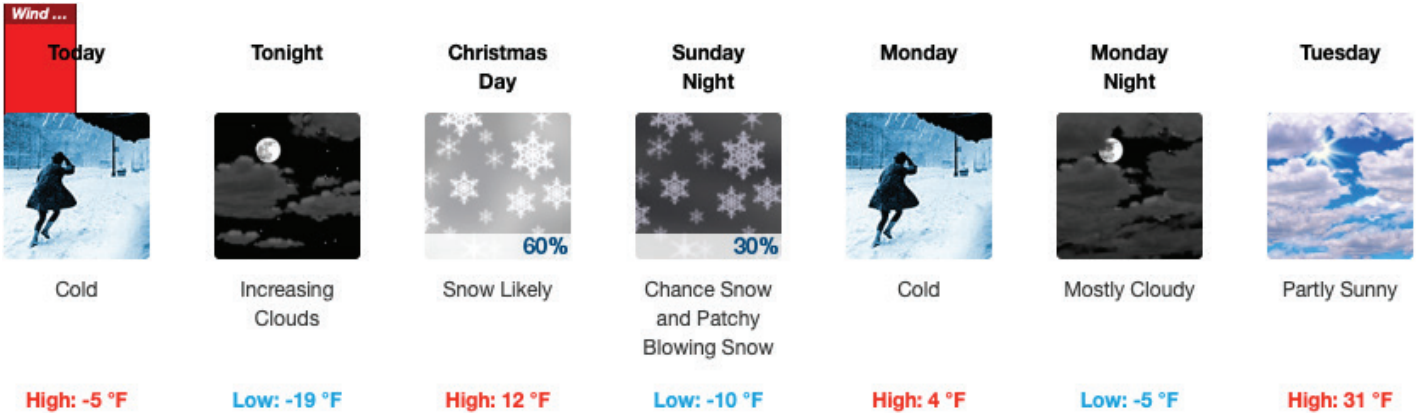 Wind ...
Today
Tonight
Christmas
Day
Sunday
Night
Monday
Monday
Night
Tuesday
60%
30%
Cold
Increasing
Clouds
Snow Likely
Chance Snow
and Patchy
Blowing Snow
Cold
Mostly Cloudy
Partly Sunny
High: -5 °F
Low: -19 °F
High: 12 °F
Low: -10 °F
High: 4 °F
Low: -5 °F
High: 31 °F